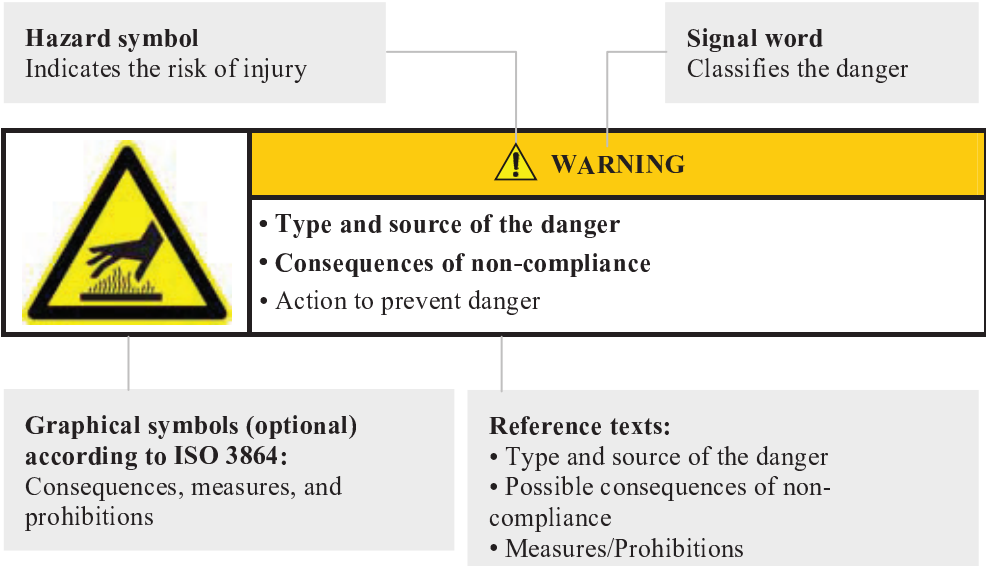 Hazard symbol
Indicates the risk of injury
Signal word
Classifies the danger
WARNING
• Type and source of the danger
• Consequences of non-compliance
• Action to prevent danger
Graphical symbols (optional)
according to ISO 3864:
Consequences, measures, and
prohibitions
Reference texts:
• Type and source of the danger
• Possible consequences of non-
compliance
• Measures/Prohibitions